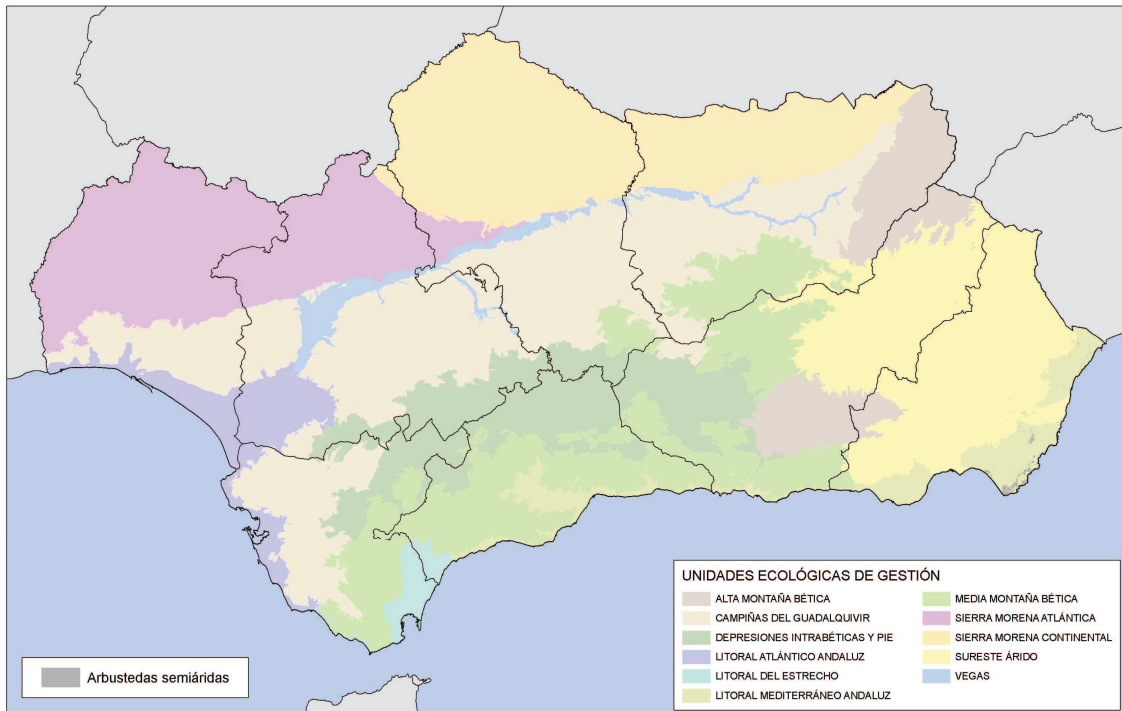 UNIDADES ECOLÓGICAS DE GESTIÓN
ALTA MONTAÑA BÉTICA
CAMPIÑAS DEL GUADALQUIVIR
DEPRESIONES INTRABÉTICAS Y PIE
LITORAL ATLÁNTICO ANDALUZ
LITORAL DEL ESTRECHO
LITORAL MEDITERRÁNEO ANDALUZ
MEDIA MONTAÑA BÉTICA
SIERRA MORENA ATLÁNTICA
SIERRA MORENA CONTINENTAL
SURESTE ÁRIDO
VEGAS
Arbustedas semiáridas